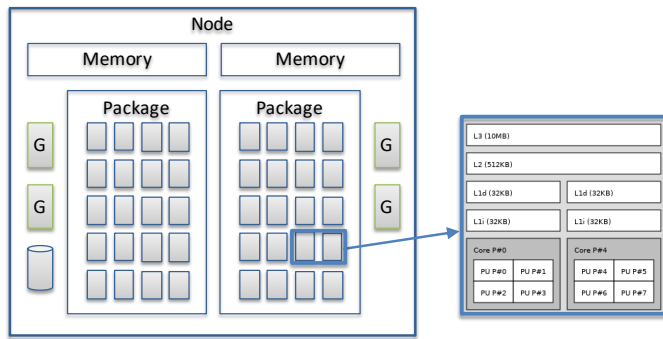 Node
Memory Memory
Package Package
G G
G G
L3 (10MB)
L2 (512KB)
L1d (32KB) L1d (32KB)
L1i (32KB) L1i (32KB)
Core P#0 Core P#4
PU P#0 PU P#1 PU P#4 PU P#5
PU P#2 PU P#3 PU P#6 PU P#7